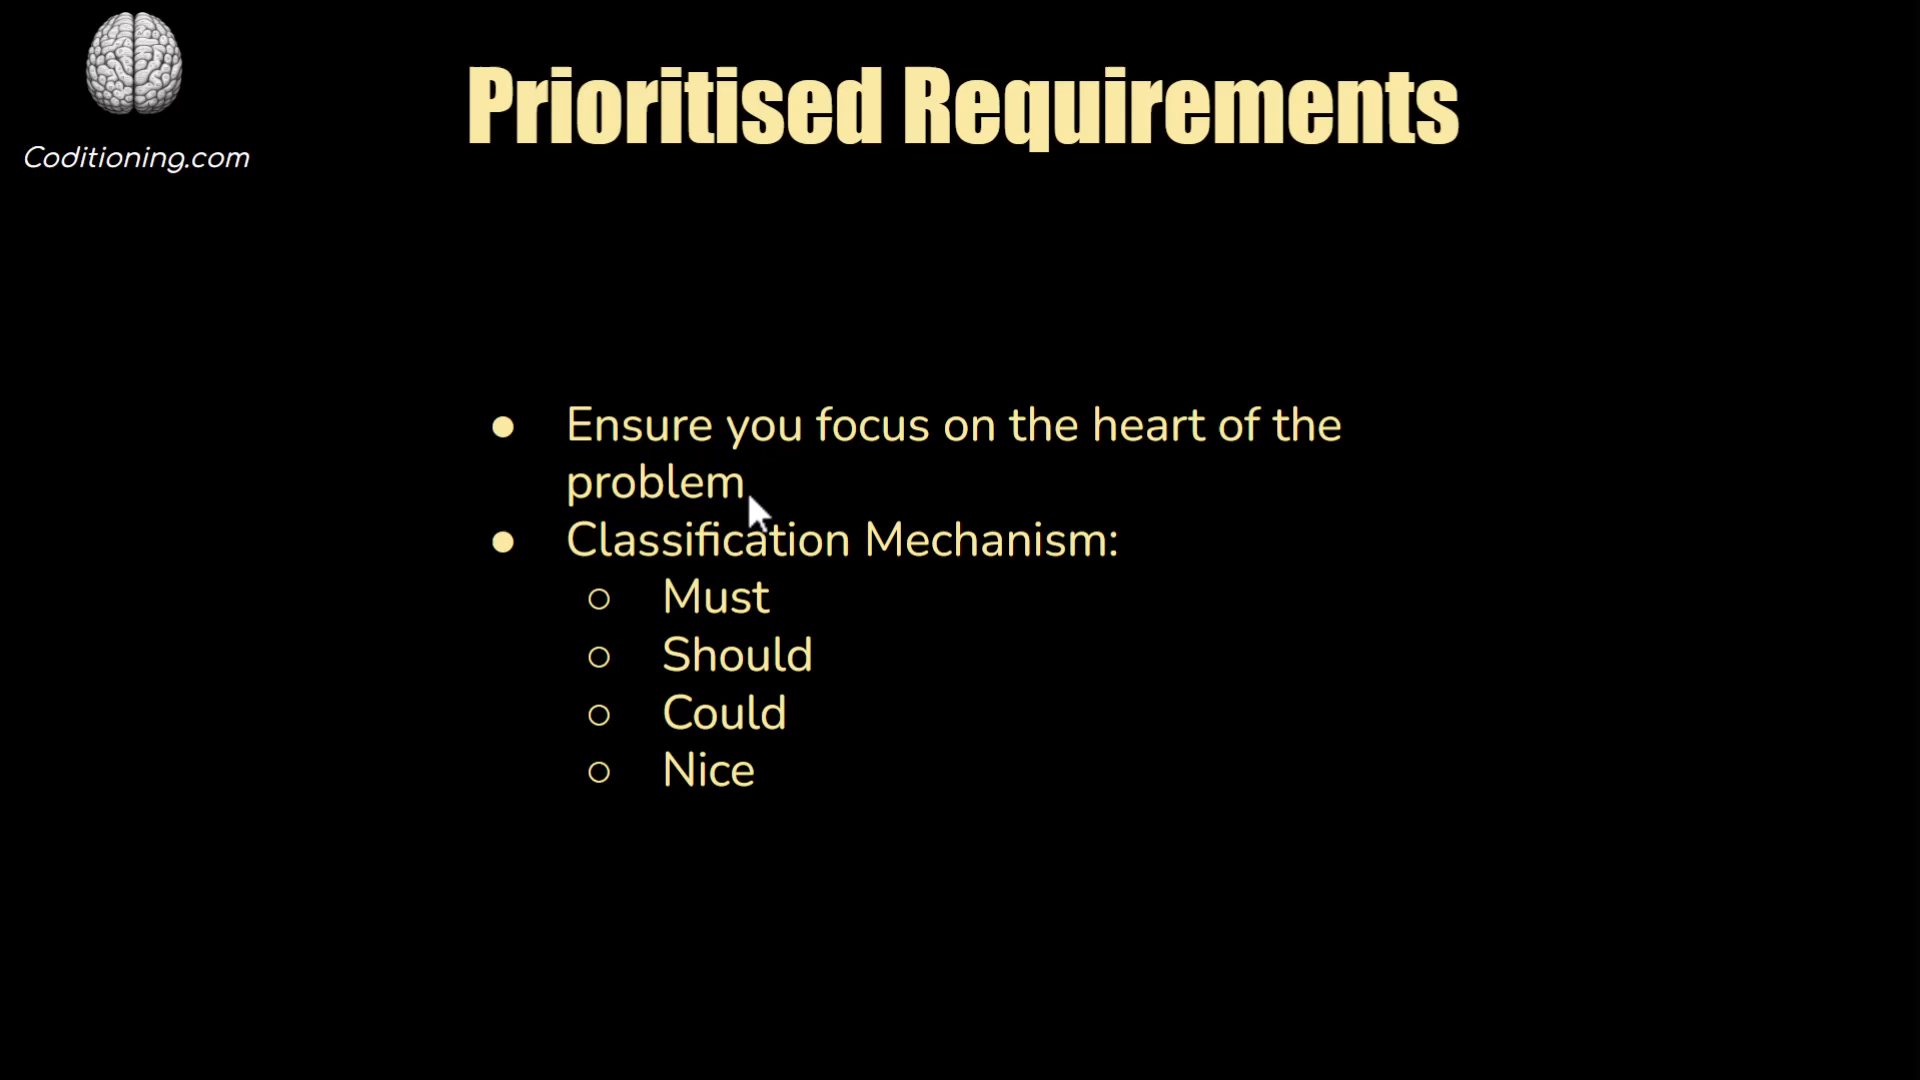 Coditioning.com
Prioritised Requirements
● Ensure you focus on the heart of the
problem
● Classification Mechanism:
○ Must
○ Should
○ Could
○ Nice